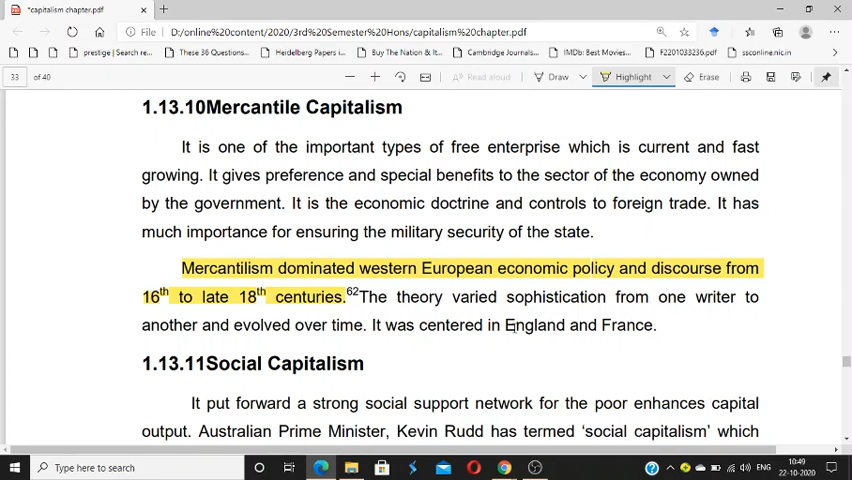 *capitalism chapter.pdf
File
D:/online%20content/2020/3rd%20Semester%20Hons/capitalism%20chapter.pdf
prestige | Search re...
These 36 Questions...
Heidelberg Papers i...
Buy The Nation & It...
Cambridge Journals...
IMDb: Best Movies...
F2201033236.pdf
ssconline.nic.in
33 of 40
Read aloud
Draw
Highlight
Erase
1.13.10Mercantile Capitalism
It is one of the important types of free enterprise which is current and fast
growing. It gives preference and special benefits to the sector of the economy owned
by the government. It is the economic doctrine and controls to foreign trade. It has
much importance for ensuring the military security of the state.
Mercantilism dominated western European economic policy and discourse from
16th to late 18th centuries.62The theory varied sophistication from one writer to
another and evolved over time. It was centered in England and France.
1.13.11Social Capitalism
It put forward a strong social support network for the poor enhances capital
output. Australian Prime Minister, Kevin Rudd has termed ‘social capitalism’ which
Type here to search
ENG
10:49
22-10-2020